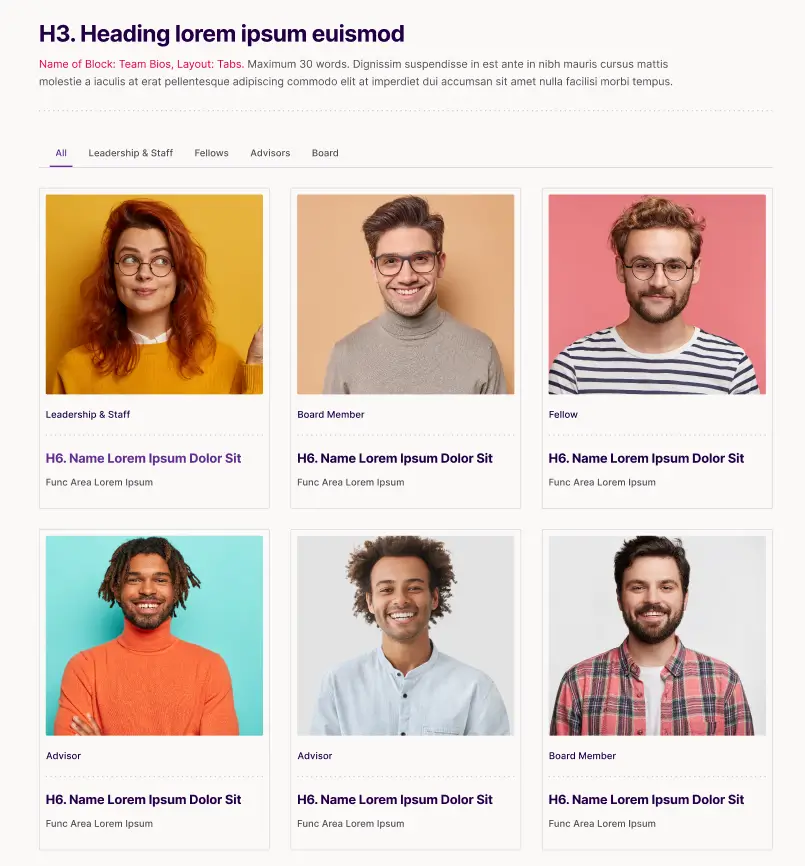 H3. Heading lorem ipsum euismod
Name of Block: Team Bios, Layout: Tabs. Maximum 30 words. Dignissim suspendisse in est ante in nibh mauris cursus mattis
molestie a iaculis at erat pellentesque adipiscing commodo elit at imperdiet dui accumsan sit amet nulla facilisi morbi tempus.
All Leadership & Staff Fellows Advisors Board
Leadership & Staff
H6. Name Lorem Ipsum Dolor Sit
Func Area Lorem Ipsum
Board Member
H6. Name Lorem Ipsum Dolor Sit
Func Area Lorem Ipsum
Fellow
H6. Name Lorem Ipsum Dolor Sit
Func Area Lorem Ipsum
Advisor
H6. Name Lorem Ipsum Dolor Sit
Func Area Lorem Ipsum
Advisor
H6. Name Lorem Ipsum Dolor Sit
Func Area Lorem Ipsum
Board Member
H6. Name Lorem Ipsum Dolor Sit
Func Area Lorem Ipsum